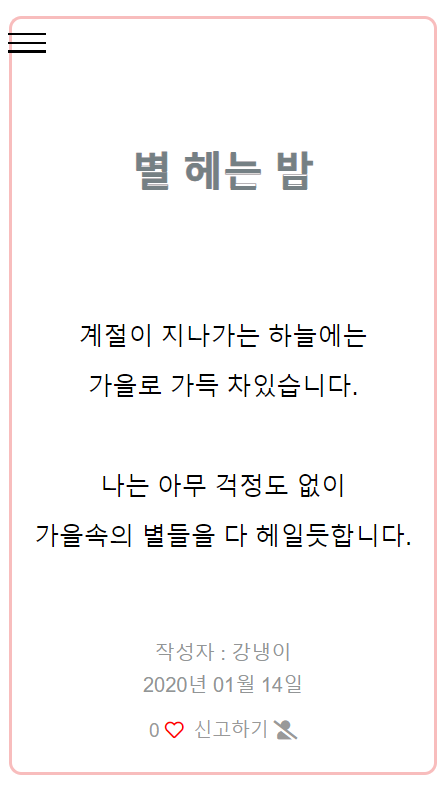 별 헤는 밤
계절이 지나가는 하늘에는
가을로 가득 차있습니다.
나는 아무 걱정도 없이
가을속의 별들을 다 헤일듯합니다.
작성자 : 강냉이
2020년 01월 14일
0 신고하기